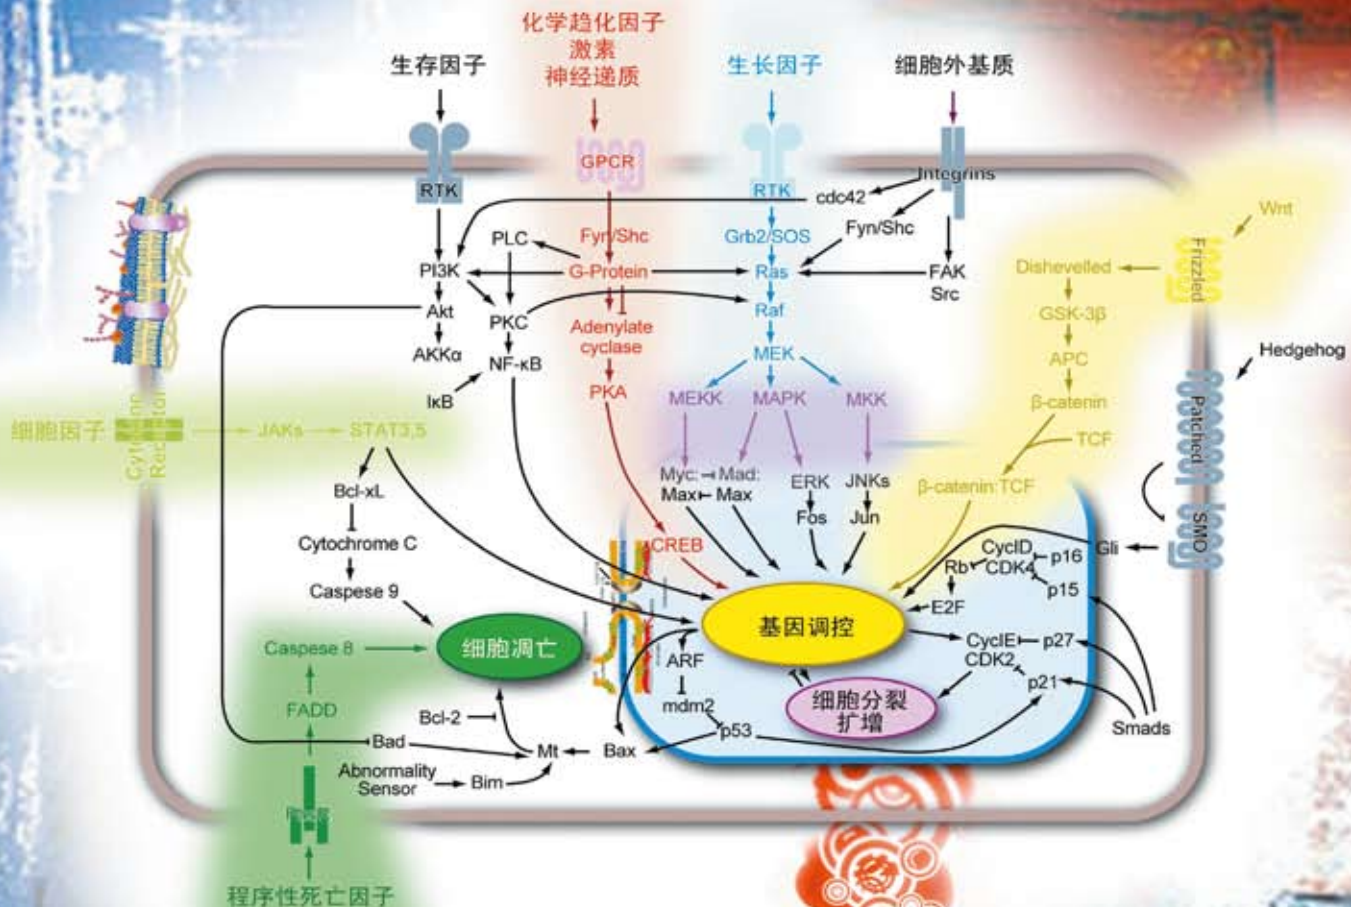 化学趋化因子
激素
神经递质
生存因子
生长因子
细胞外基质
GPCR
RTK
RTK
Integrins
cdc42
Wnt
Fyn/Shc
PLC
Fyn/Shc
Grb2/SOS
Frizzled
PI3K
G-Protein
Ras
FAK
Src
Dishevelled
Akt
PKC
Raf
GSK-3β
Adenylate
cyclase
AKKα
NF-κB
MEK
APC
Hedgehog
IκB
PKA
MEKK
MAPK
MKK
β-catenin
Patched
细胞因子
JAKs
STAT3,5
TCF
Myc:
Mad:
Max
Max
ERK
JNKs
β-catenin:TCF
Bcl-xL
Fos
Jun
SMO
Cytochrome C
CREB
CycID
CDK4
p16
Gli
Rb
p15
Caspese 9
E2F
基因调控
Caspese 8
细胞凋亡
ARF
CyclE
CDK2
p27
p21
FADD
mdm2
细胞分裂
扩增
Bcl-2
p53
Smads
Bad
Mt
Bax
Abnormality
Sensor
Bim
程序性死亡因子